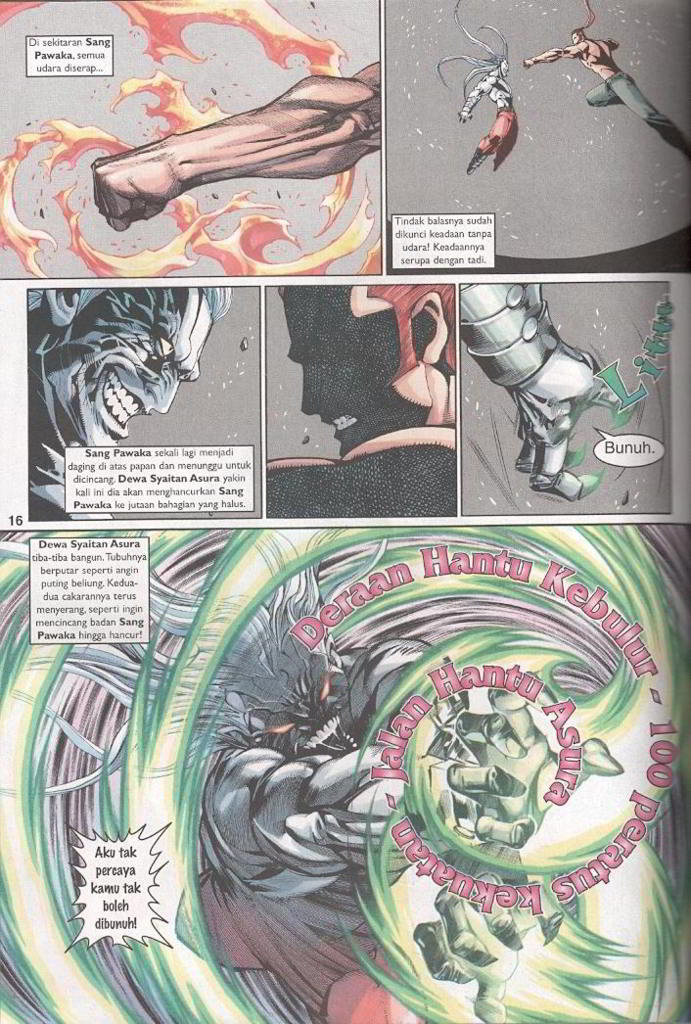 Di sekitaran Sang
Pawaka, semua
udara diserap...
Tindak balasnya sudah
dikunci keadaan tanpa
udara! Keadaannya
serupa dengan tadi.
Sang Pawaka sekali lagi menjadi
daging di atas papan dan menunggu untuk
dicincang. Dewa Syaitan Asura yakin
kali ini dia akan menghancurkan Sang
Pawaka ke jutaan bahagian yang halus.
Bunuh.
16
Dewa Syaitan Asura
tiba-tiba bangun. Tubuhnya
berputar seperti angin
puting beliung. Kedua-
dua cakarannya terus
menyerang, seperti ingin
mencincang badan Sang
Pawaka hingga hancur!
Deraan Hantu Kebulur - 100 peratus kekuatan - Jalan Hantu Asura
Aku tak
percaya
kamu tak
boleh
dibunuh!